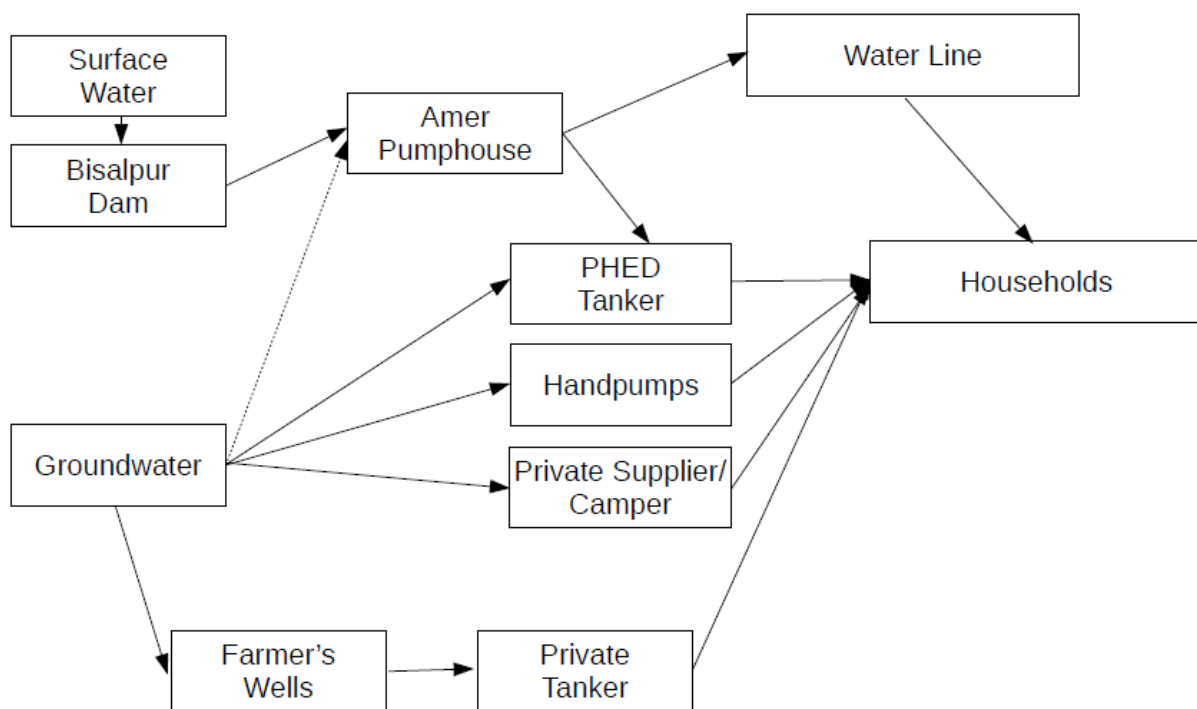 Surface
Water
Bisalpur
Dam
Amer
Pumphouse
Water Line
PHED
Tanker
Households
Handpumps
Groundwater
Private Supplier/
Camper
Farmer's
Wells
Private
Tanker